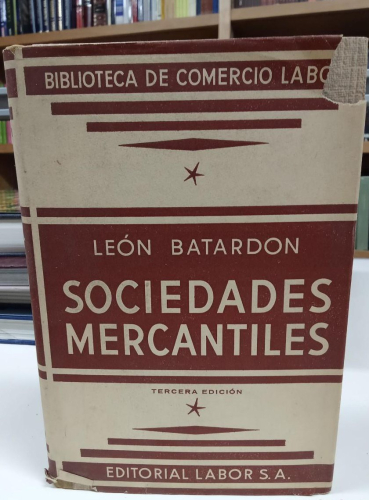 BIBLIOTECA DE COMERCIO LABO
LEÓN BATARDON
SOCIEDADES
MERCANTILES
TERCERA EDICIÓN
EDITORIAL LABOR S.A.